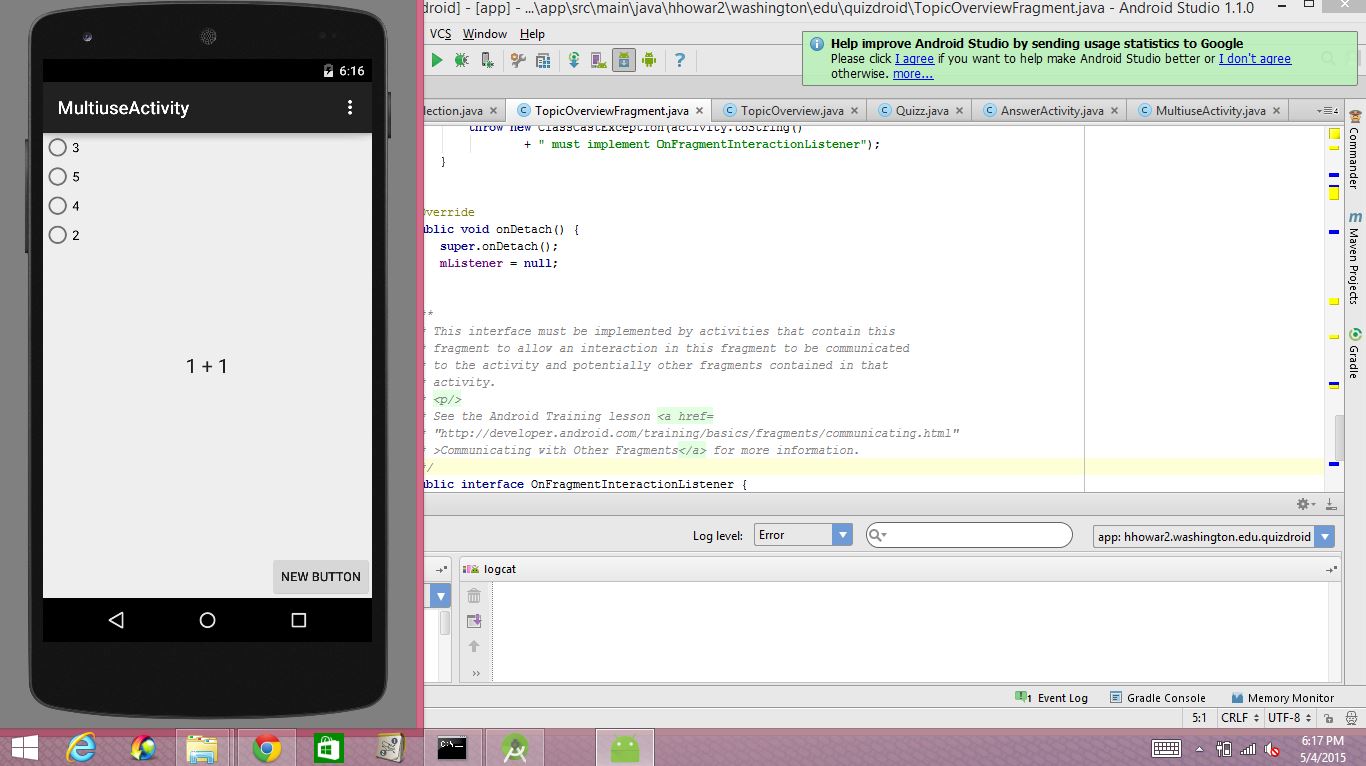 6:16
MultiuseActivity
3
5
4
2
1 + 1
NEW BUTTON
droid] - [app] - ...\app\src\main\java\hhowar2\washington\edu\quizdroid\TopicOverviewFragment.java - Android Studio 1.1.0
VCS Window Help
Help improve Android Studio by sending usage statistics to Google
Please click I agree if you want to help make Android Studio better or I don't agree
otherwise. more...
lection.java TopicOverviewFragment.java TopicOverview.java Quizz.java AnswerActivity.java MultiuseActivity.java 4
throw new ClassCastException(activity.toString()
+ " must implement OnFragmentInteractionListener");
}
verride
ublic void onDetach() {
super.onDetach();
mListener = null;
**
* This interface must be implemented by activities that contain this
* fragment to allow an interaction in this fragment to be communicated
* to the activity and potentially other fragments contained in that
* activity.
* <p/>
* See the Android Training lesson <a href=
* "http://developer.android.com/training/basics/fragments/communicating.html"
* >Communicating with Other Fragments</a> for more information.
*/
ublic interface OnFragmentInteractionListener {
Commander
m Maven Projects
Gradle
Log level: Error app: hhowar2.washington.edu.quizdroid
logcat
1 Event Log Gradle Console Memory Monitor
5:1 CRLF UTF-8
C:\
6:17 PM
5/4/2015